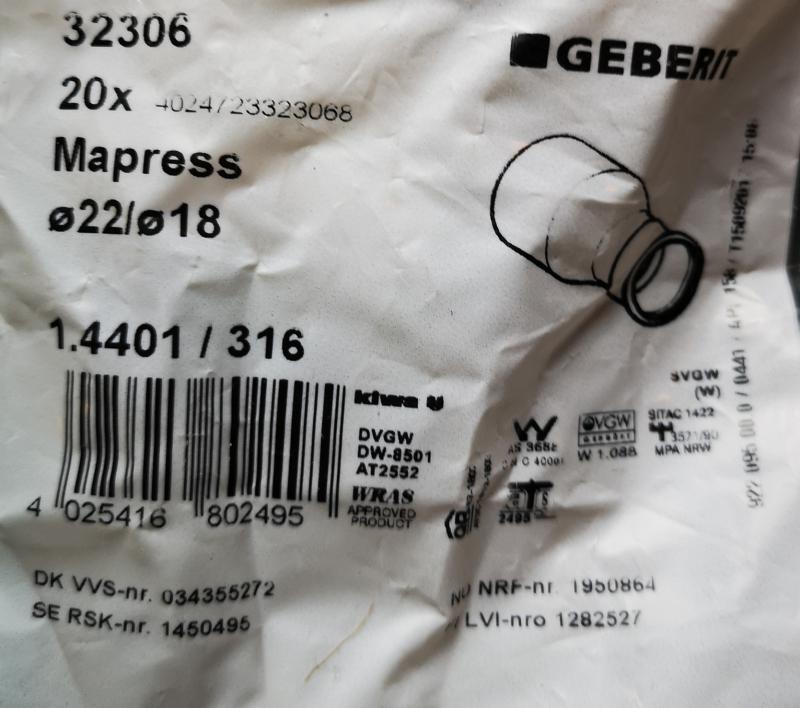 32306
GEBERIT
20x 4024723323068
Mapress
ø22/ø18
1.4401 / 316
kiwa
DVGW
DW-8501
AT2552
WRAS
APPROVED
PRODUCT
4 025416 802495
W
DVGW
W 1.088
2495
SVGW
(W)
SITAC 1422
MPA NRW
DK VVS-nr. 034355272
SE RSK-nr. 1450495
NRF-nr. 1950864
LVI-nro 1282527